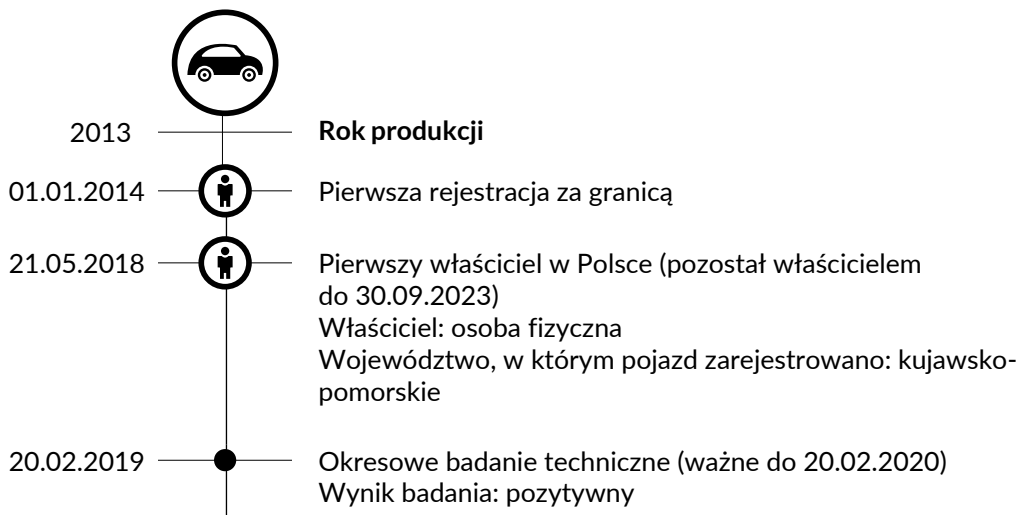 2013 Rok produkcji
01.01.2014 Pierwsza rejestracja za granicą
21.05.2018 Pierwszy właściciel w Polsce (pozostał właścicielem
do 30.09.2023)
Właściciel: osoba fizyczna
Województwo, w którym pojazd zarejestrowano: kujawsko-
pomorskie
20.02.2019 Okresowe badanie techniczne (ważne do 20.02.2020)
Wynik badania: pozytywny